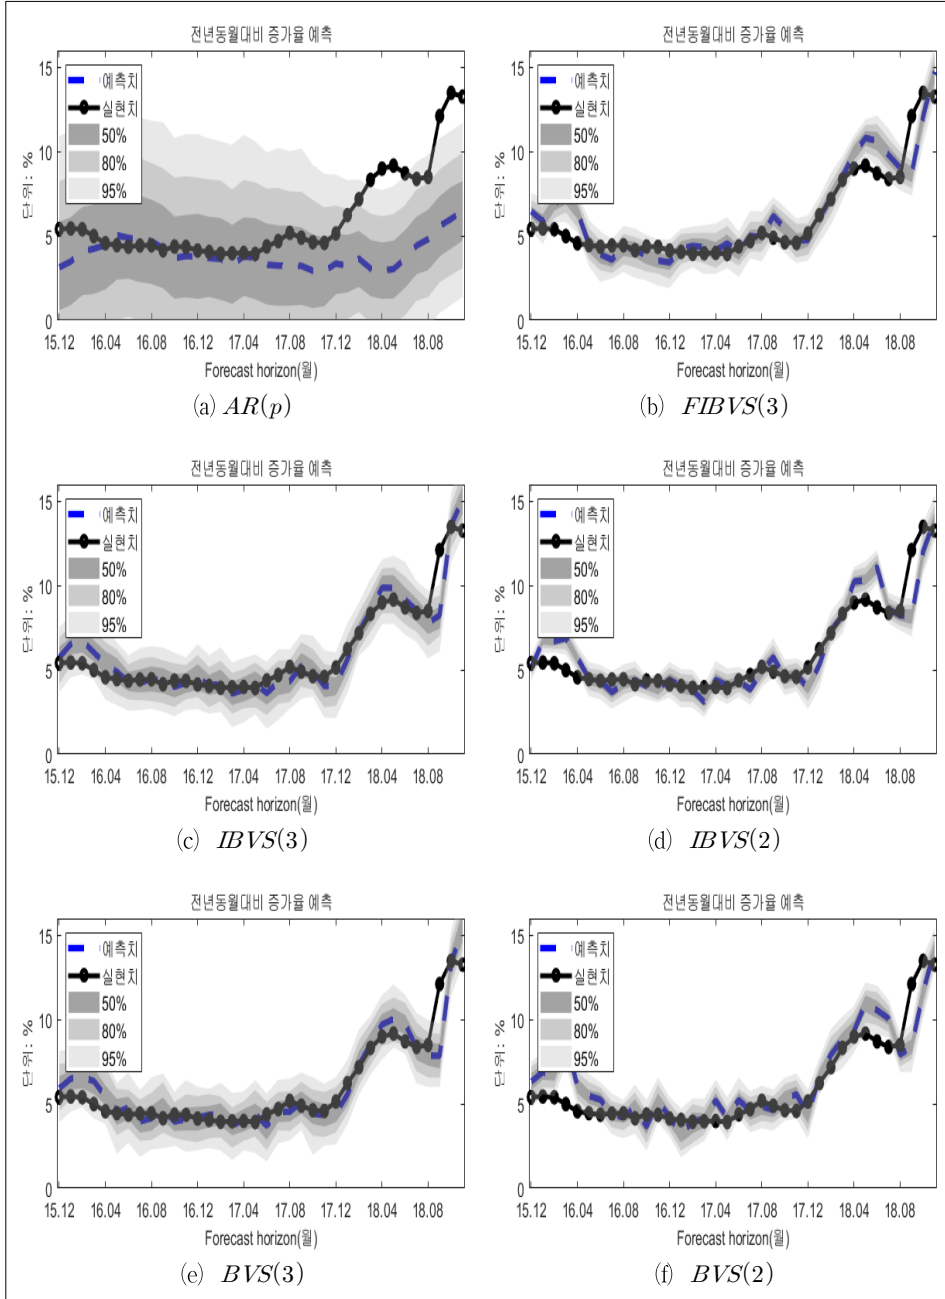 전년동월대비 증가율 예측
15
10
5
0
단위: %
예측치
실현치
50%
80%
95%
15.12 16.04 16.08 16.12 17.04 17.08 17.12 18.04 18.08
Forecast horizon(월)
(a) AR(p)
전년동월대비 증가율 예측
15
10
5
0
단위: %
예측치
실현치
50%
80%
95%
15.12 16.04 16.08 16.12 17.04 17.08 17.12 18.04 18.08
Forecast horizon(월)
(b) FIBVS(3)
전년동월대비 증가율 예측
15
10
5
0
단위: %
예측치
실현치
50%
80%
95%
15.12 16.04 16.08 16.12 17.04 17.08 17.12 18.04 18.08
Forecast horizon(월)
(c) IBVS(3)
전년동월대비 증가율 예측
15
10
5
0
단위: %
예측치
실현치
50%
80%
95%
15.12 16.04 16.08 16.12 17.04 17.08 17.12 18.04 18.08
Forecast horizon(월)
(d) IBVS(2)
전년동월대비 증가율 예측
15
10
5
0
단위: %
예측치
실현치
50%
80%
95%
15.12 16.04 16.08 16.12 17.04 17.08 17.12 18.04 18.08
Forecast horizon(월)
(e) BVS(3)
전년동월대비 증가율 예측
15
10
5
0
단위: %
예측치
실현치
50%
80%
95%
15.12 16.04 16.08 16.12 17.04 17.08 17.12 18.04 18.08
Forecast horizon(월)
(f) BVS(2)